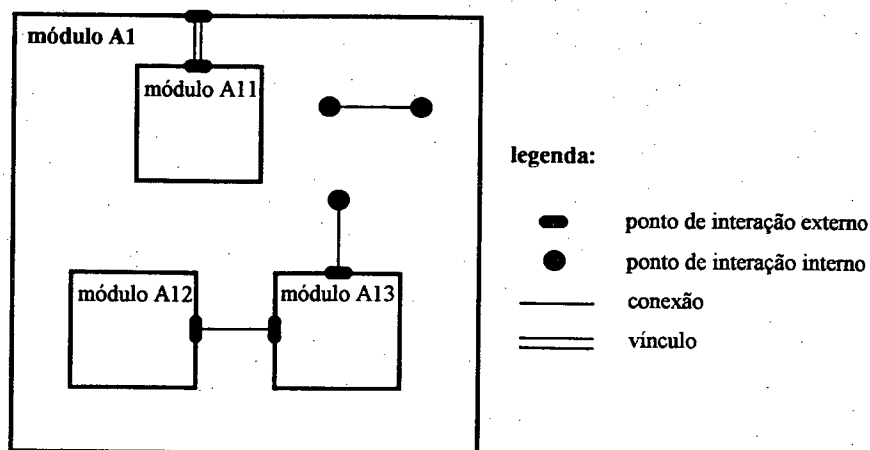 módulo A1
módulo A11
módulo A12
módulo A13
legenda:
ponto de interação externo
ponto de interação interno
conexão
vínculo